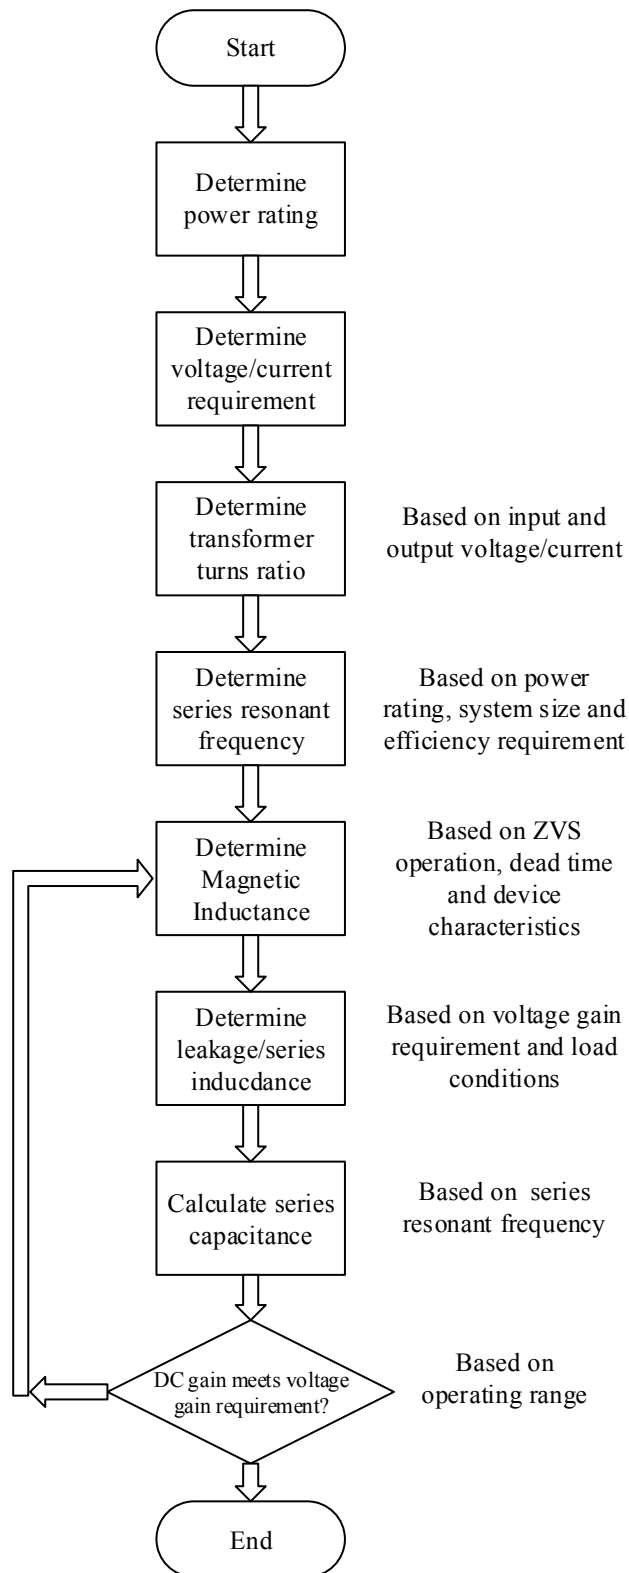 Start
Determine
power rating
Determine
voltage/current
requirement
Determine
transformer
turns ratio
Based on input and
output voltage/current
Determine
series resonant
frequency
Based on power
rating, system size and
efficiency requirement
Determine
Magnetic
Inductance
Based on ZVS
operation, dead time
and device
characteristics
Determine
leakage/series
inducdance
Based on voltage gain
requirement and load
conditions
Calculate series
capacitance
Based on series
resonant frequency
DC gain meets voltage
gain requirement?
Based on
operating range
End